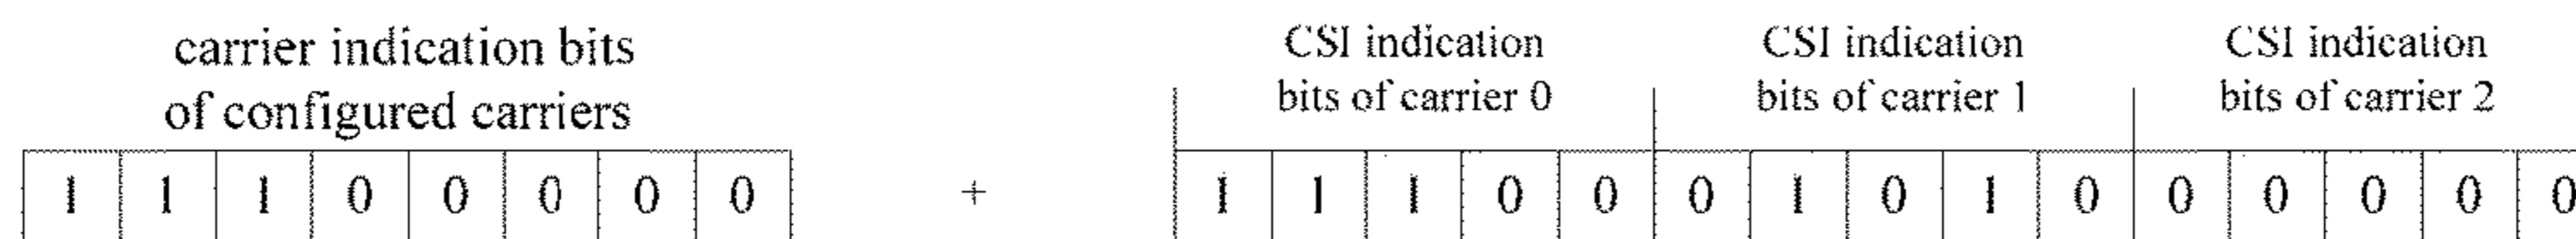 carrier indication bits
of configured carriers
CSI indication
bits of carrier 0
CSI indication
bits of carrier 1
CSI indication
bits of carrier 2
1 1 1 0 0 0 0 0 + 1 1 1 0 0 0 1 0 1 0 0 0 0 0 0